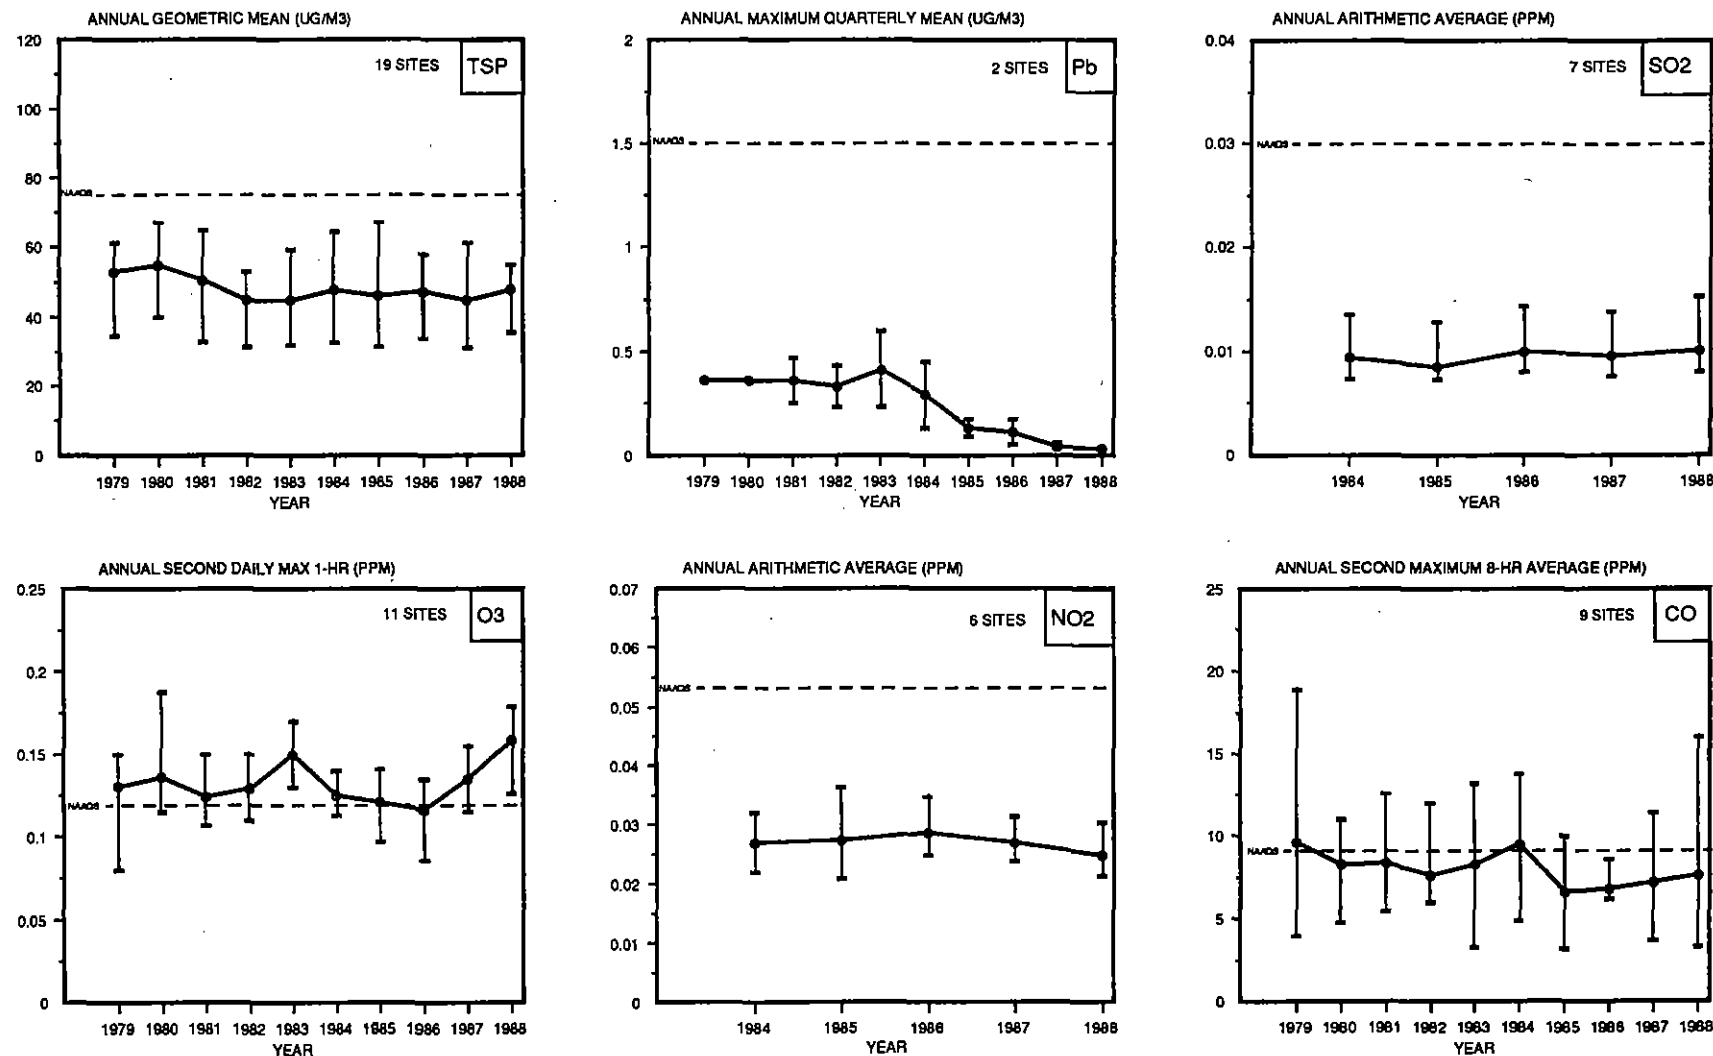 ANNUAL GEOMETRIC MEAN (UG/M3)
19 SITES TSP
120
100
80
60
40
20
0
NAAQS
1979 1980 1981 1982 1983 1984 1985 1986 1987 1988
YEAR
ANNUAL MAXIMUM QUARTERLY MEAN (UG/M3)
2 SITES Pb
2
1.5
1
0.5
0
NAAQS
1979 1980 1981 1982 1983 1984 1985 1986 1987 1988
YEAR
ANNUAL ARITHMETIC AVERAGE (PPM)
7 SITES SO2
0.04
0.03
0.02
0.01
0
NAAQS
1984 1985 1986 1987 1988
YEAR
ANNUAL SECOND DAILY MAX 1-HR (PPM)
11 SITES O3
0.25
0.2
0.15
0.1
0.05
0
NAAQS
1979 1980 1981 1982 1983 1984 1985 1986 1987 1988
YEAR
ANNUAL ARITHMETIC AVERAGE (PPM)
6 SITES NO2
0.07
0.06
0.05
0.04
0.03
0.02
0.01
0
NAAQS
1984 1985 1986 1987 1988
YEAR
ANNUAL SECOND MAXIMUM 8-HR AVERAGE (PPM)
9 SITES CO
25
20
15
10
5
0
NAAQS
1979 1980 1981 1982 1983 1984 1985 1986 1987 1988
YEAR